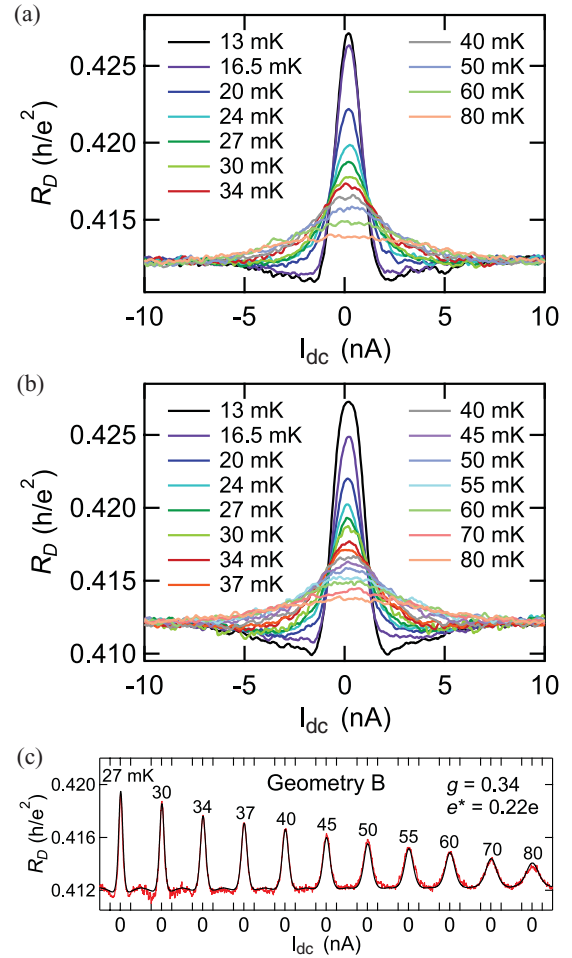 (a)
13 mK
16.5 mK
20 mK
24 mK
27 mK
30 mK
34 mK
40 mK
50 mK
60 mK
80 mK
R_D (h/e²)
0.425
0.420
0.415
-10 -5 0 5 10
I_dc (nA)
(b)
13 mK
16.5 mK
20 mK
24 mK
27 mK
30 mK
34 mK
37 mK
40 mK
45 mK
50 mK
55 mK
60 mK
70 mK
80 mK
R_D (h/e²)
0.425
0.420
0.415
0.410
-10 -5 0 5 10
I_dc (nA)
(c)
27 mK
30 34 37 40 45 50 55 60 70 80
Geometry B
g = 0.34
e* = 0.22e
R_D (h/e²)
0.420
0.416
0.412
0 0 0 0 0 0 0 0 0 0 0
I_dc (nA)